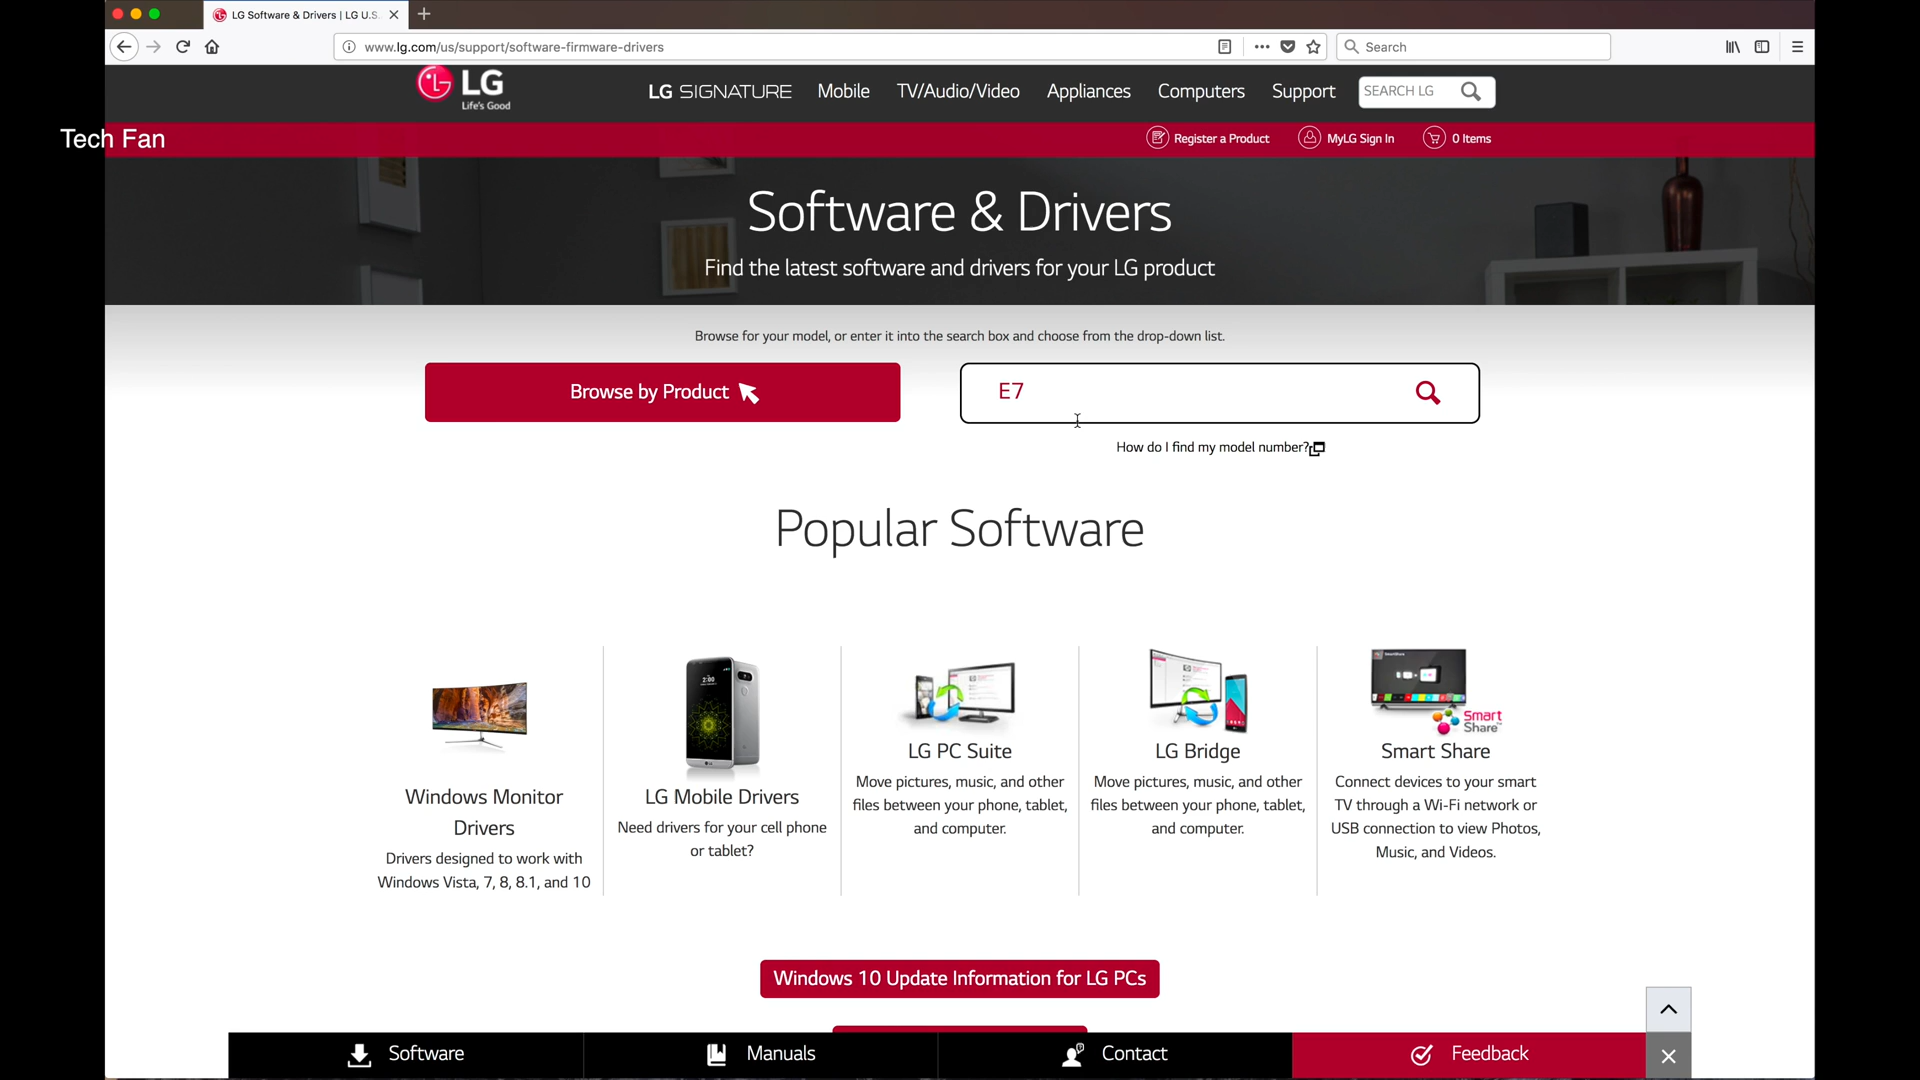 LG Software & Drivers | LG U.S.
www.lg.com/us/support/software-firmware-drivers
Search
LG
Life's Good
LG SIGNATURE
Mobile
TV/Audio/Video
Appliances
Computers
Support
SEARCH LG
Tech Fan
Register a Product
MyLG Sign In
0 Items
Software & Drivers
Find the latest software and drivers for your LG product
Browse for your model, or enter it into the search box and choose from the drop-down list.
Browse by Product
E7
How do I find my model number?
Popular Software
Windows Monitor
Drivers
Drivers designed to work with
Windows Vista, 7, 8, 8.1, and 10
2:00
LG Mobile Drivers
Need drivers for your cell phone
or tablet?
LG PC Suite
Move pictures, music, and other
files between your phone, tablet,
and computer.
LG Bridge
Move pictures, music, and other
files between your phone, tablet,
and computer.
SmartShare
Smart
Share
Smart Share
Connect devices to your smart
TV through a Wi-Fi network or
USB connection to view Photos,
Music, and Videos.
Windows 10 Update Information for LG PCs
Software
Manuals
Contact
Feedback